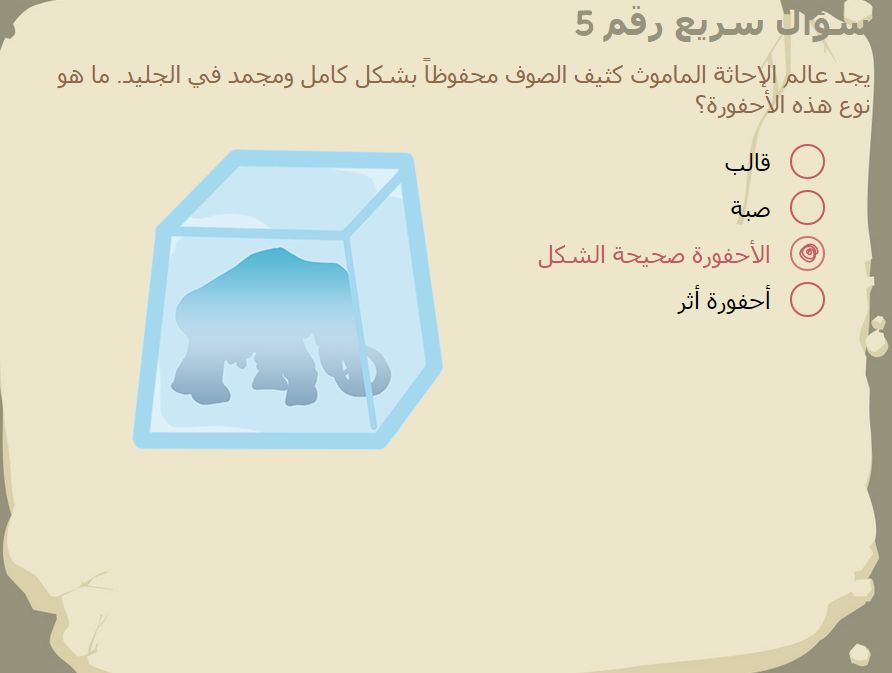 سؤال سريع رقم 5
يجد عالم الإحاثة الماموث كثيف الصوف محفوظاً بشكل كامل ومجمد في الجليد. ما هو
نوع هذه الأحفورة؟
قالب
صبة
الأحفورة صحيحة الشكل
أحفورة أثر